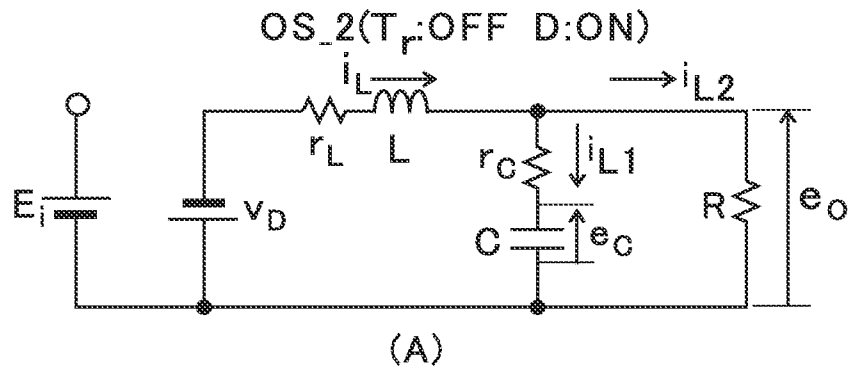 OS_2(Tr:OFF D:ON)
iL
iL2
rL
L
rC
iL1
Ei
vD
C
eC
R
eO
(A)